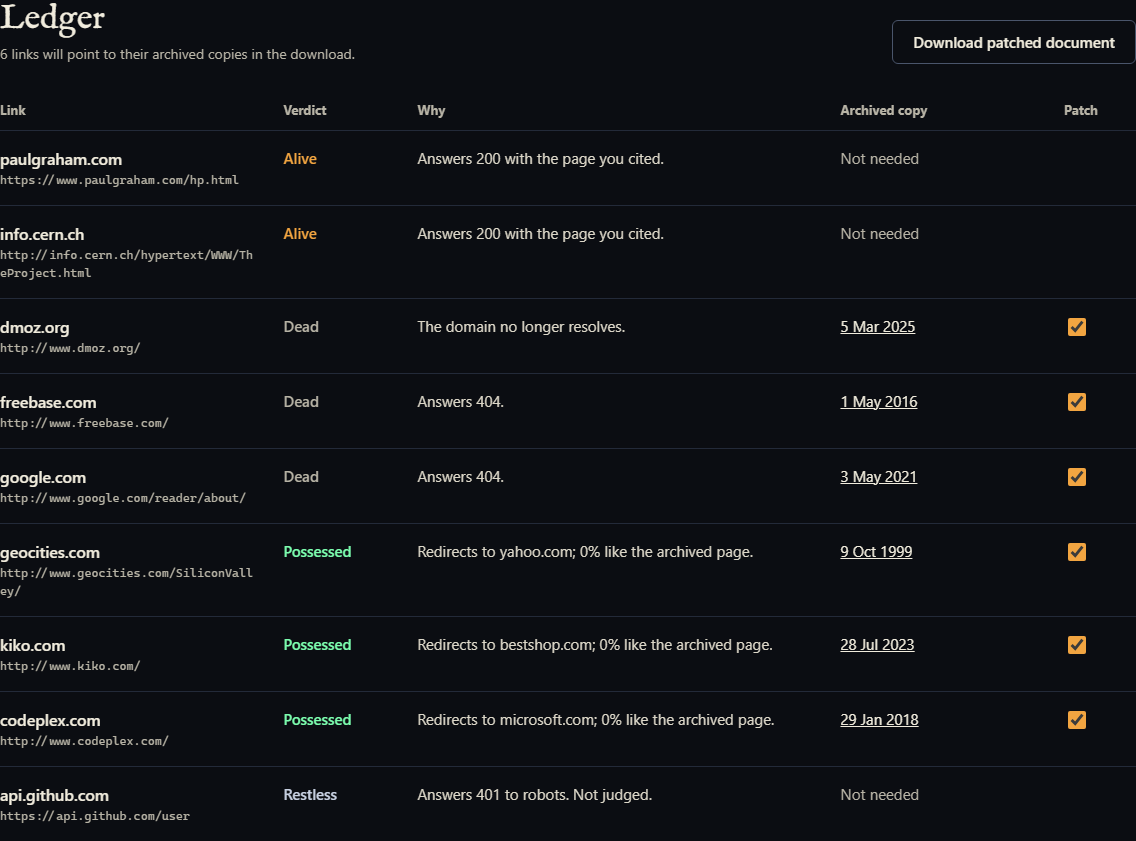 Ledger
6 links will point to their archived copies in the download.
Download patched document
Link Verdict Why Archived copy Patch
paulgraham.com Alive Answers 200 with the page you cited. Not needed
https://www.paulgraham.com/hp.html
info.cern.ch Alive Answers 200 with the page you cited. Not needed
http://info.cern.ch/hypertext/WWW/Th
eProject.html
dmoz.org Dead The domain no longer resolves. 5 Mar 2025
http://www.dmoz.org/
freebase.com Dead Answers 404. 1 May 2016
http://www.freebase.com/
google.com Dead Answers 404. 3 May 2021
http://www.google.com/reader/about/
geocities.com Possessed Redirects to yahoo.com; 0% like the archived page. 9 Oct 1999
http://www.geocities.com/SiliconVall
ey/
kiko.com Possessed Redirects to bestshop.com; 0% like the archived page. 28 Jul 2023
http://www.kiko.com/
codeplex.com Possessed Redirects to microsoft.com; 0% like the archived page. 29 Jan 2018
http://www.codeplex.com/
api.github.com Restless Answers 401 to robots. Not judged. Not needed
https://api.github.com/user